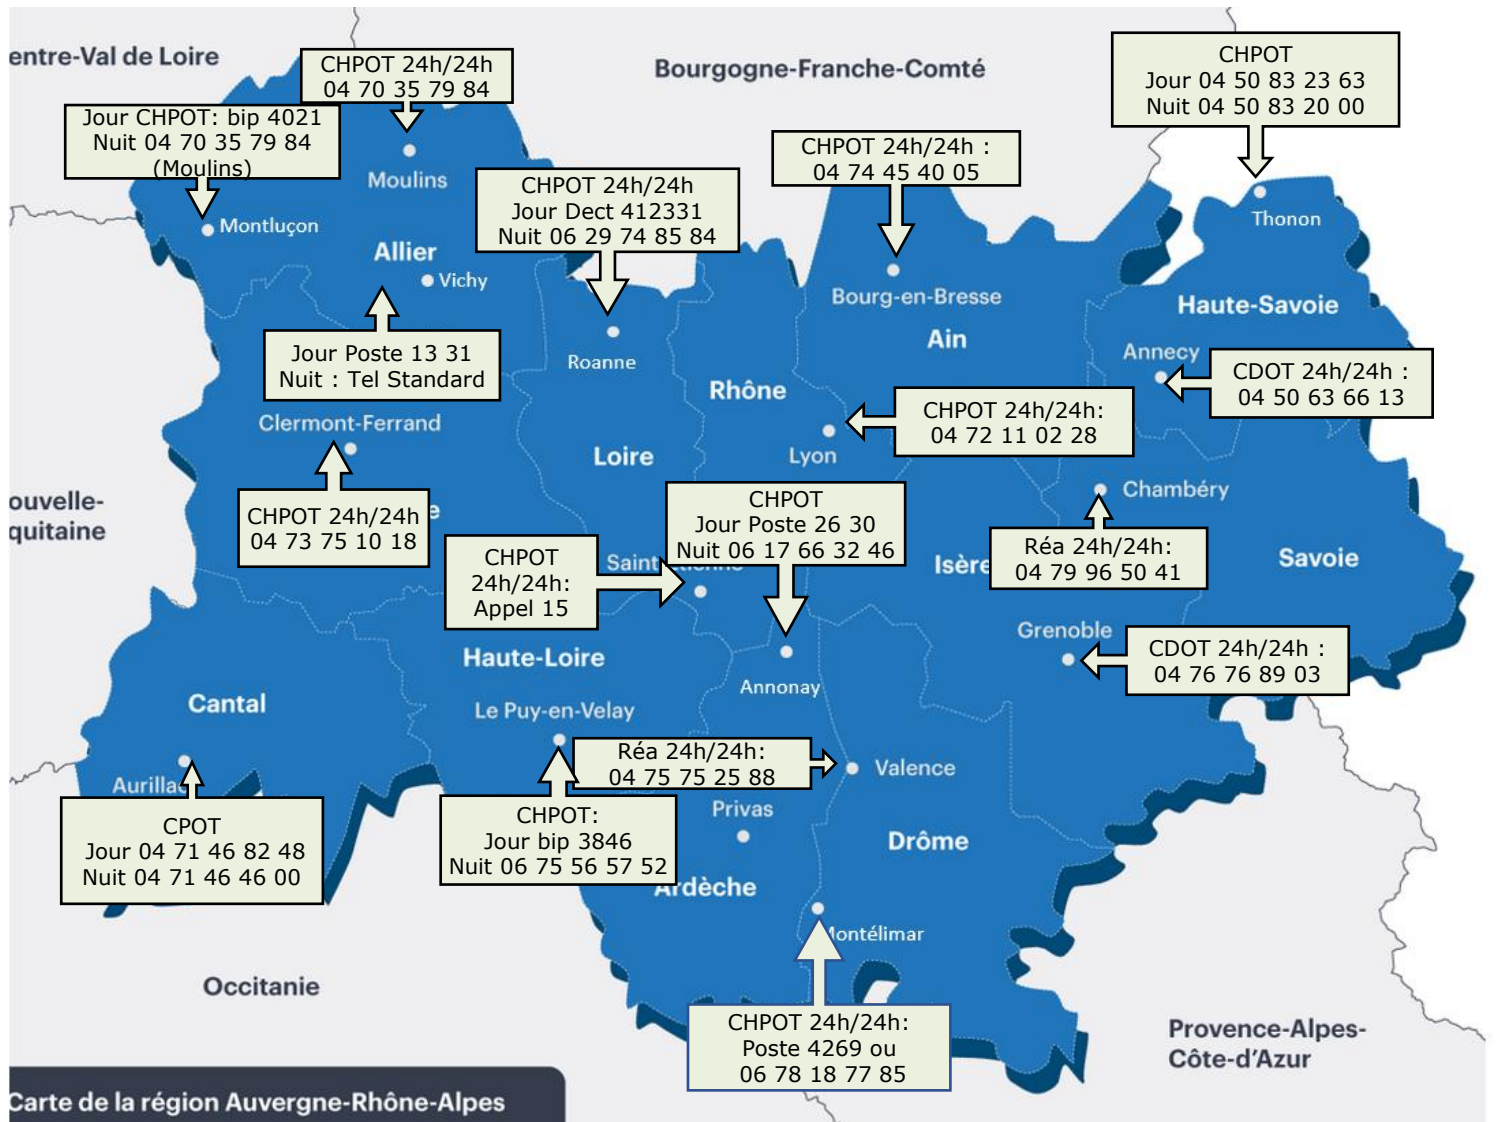 entre-Val de Loire
Bourgogne-Franche-Comté
CHPOT 24h/24h
04 70 35 79 84
CHPOT
Jour 04 50 83 23 63
Nuit 04 50 83 20 00
Jour CHPOT: bip 4021
Nuit 04 70 35 79 84
(Moulins)
CHPOT 24h/24h :
04 74 45 40 05
Moulins
CHPOT 24h/24h
Jour Dect 412331
Nuit 06 29 74 85 84
Montluçon
Thonon
Allier
Vichy
Bourg-en-Bresse
Haute-Savoie
Ain
Jour Poste 13 31
Nuit : Tel Standard
Roanne
Annecy
CDOT 24h/24h :
04 50 63 66 13
Rhône
CHPOT 24h/24h:
04 72 11 02 28
Clermont-Ferrand
Loire
Lyon
ouvelle-
quitaine
CHPOT 24h/24h
04 73 75 10 18
e
CHPOT
Jour Poste 26 30
Nuit 06 17 66 32 46
Chambéry
CHPOT
24h/24h:
Appel 15
Saint-Étienne
Isère
Réa 24h/24h:
04 79 96 50 41
Savoie
Grenoble
CDOT 24h/24h :
04 76 76 89 03
Haute-Loire
Annonay
Cantal
Le Puy-en-Velay
Réa 24h/24h:
04 75 75 25 88
Valence
Aurilla
CPOT
Jour 04 71 46 82 48
Nuit 04 71 46 46 00
CHPOT:
Jour bip 3846
Nuit 06 75 56 57 52
Privas
Drôme
Ardèche
Montélimar
Occitanie
CHPOT 24h/24h:
Poste 4269 ou
06 78 18 77 85
Provence-Alpes-
Côte-d'Azur
Carte de la région Auvergne-Rhône-Alpes